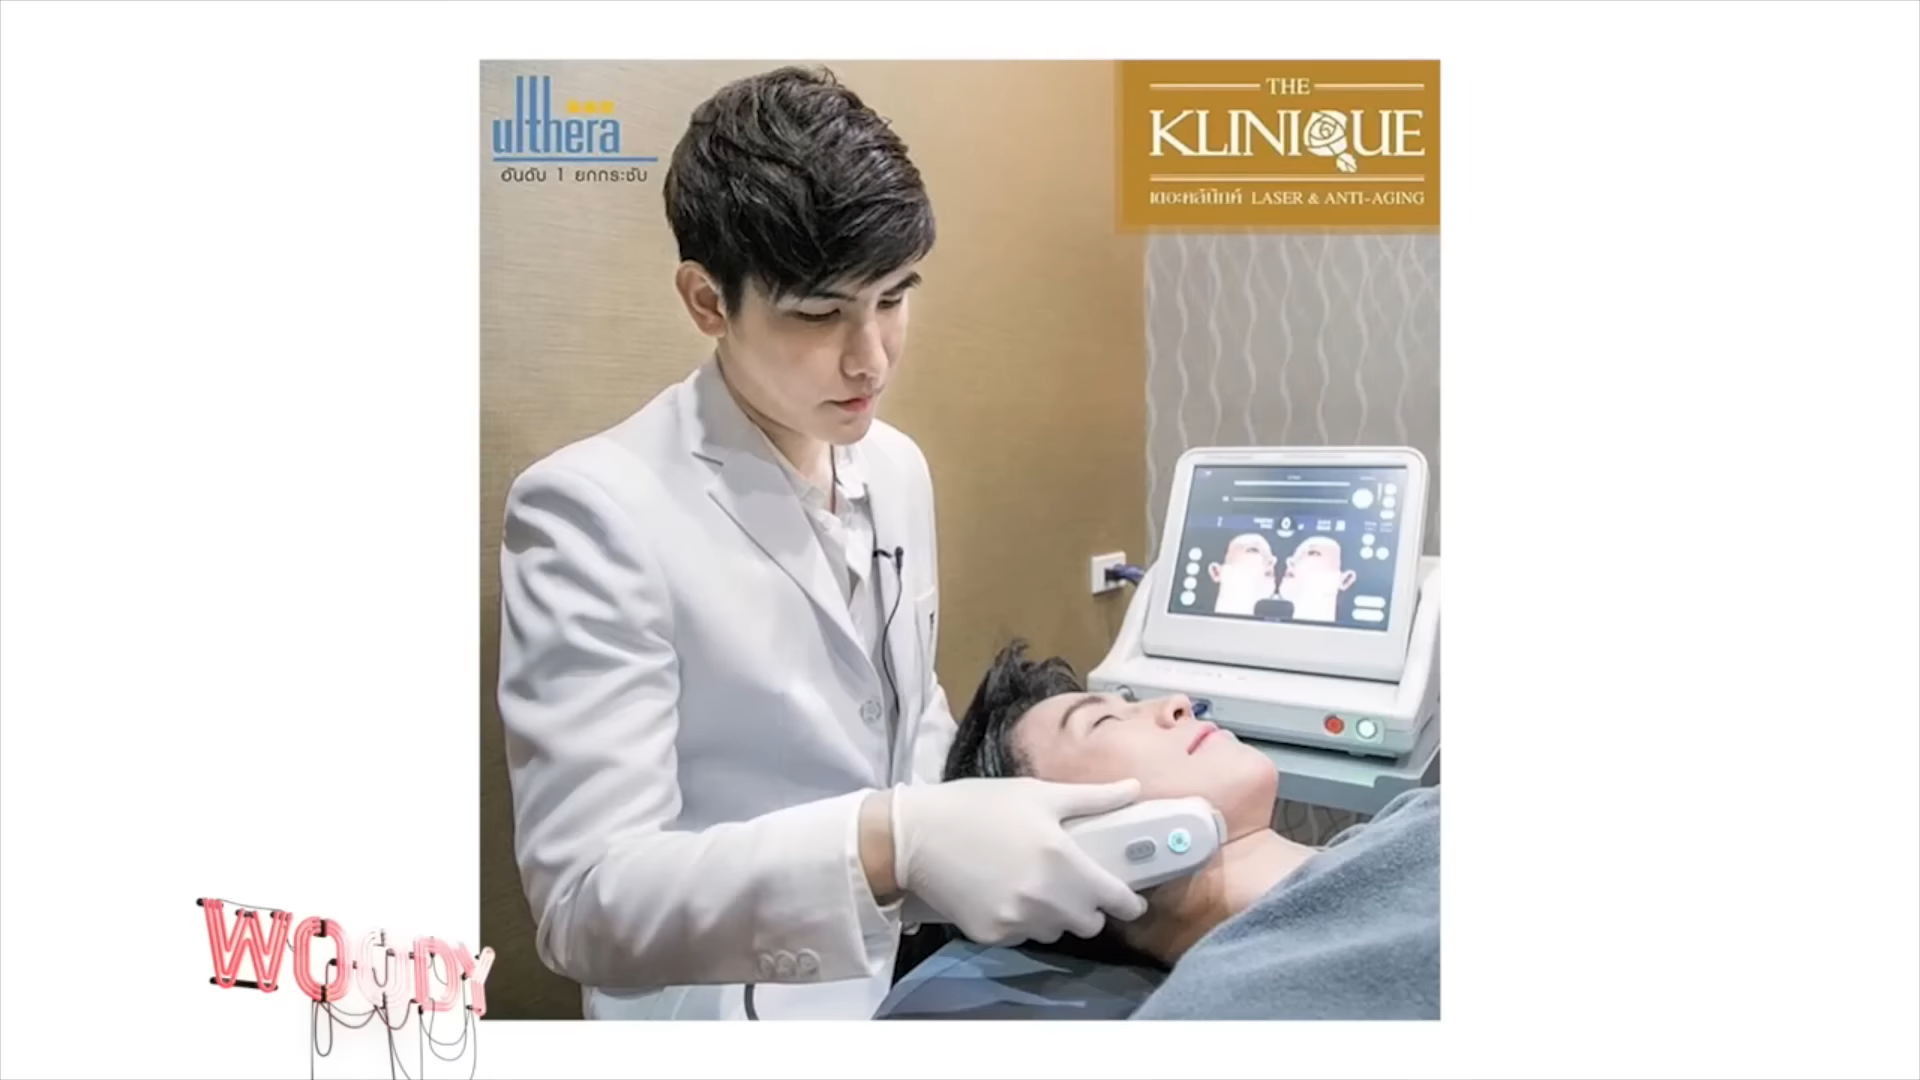 ulthera
อันดับ 1 ยกกระชับ
THE
KLINIQUE
เดอะคลีนิกค์ LASER & ANTI-AGING
WOODY